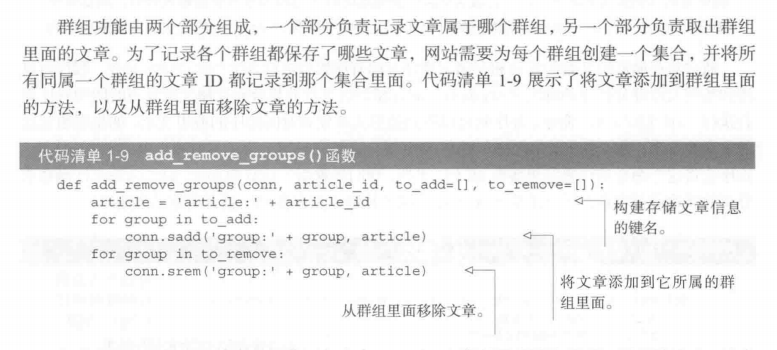 群组功能由两个部分组成，一个部分负责记录文章属于哪个群组，另一个部分负责取出群组
里面的文章。为了记录各个群组都保存了哪些文章，网站需要为每个群组创建一个集合，并将所
有同属一个群组的文章 ID 都记录到那个集合里面。代码清单 1-9 展示了将文章添加到群组里面
的方法，以及从群组里面移除文章的方法。
代码清单 1-9 add_remove_groups()函数
def add_remove_groups(conn, article_id, to_add=[], to_remove=[]):
    article = 'article:' + article_id
    for group in to_add:
        conn.sadd('group:' + group, article)
    for group in to_remove:
        conn.srem('group:' + group, article)
构建存储文章信息
的键名。
将文章添加到它所属的群
组里面。
从群组里面移除文章。